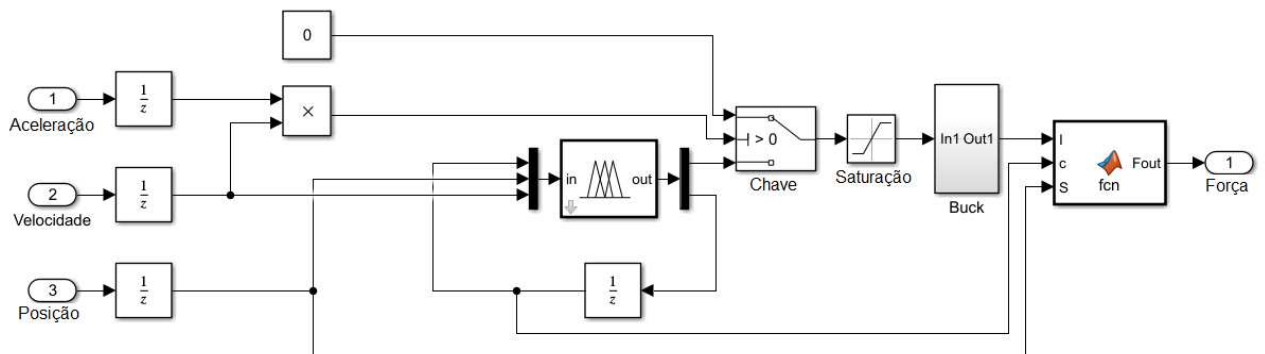 0
1
Aceleração
1
z
×
> 0
Chave
Saturação
In1 Out1
Buck
I
c
S
fcn
Fout
1
Força
2
Velocidade
1
z
in
out
3
Posição
1
z
1
z